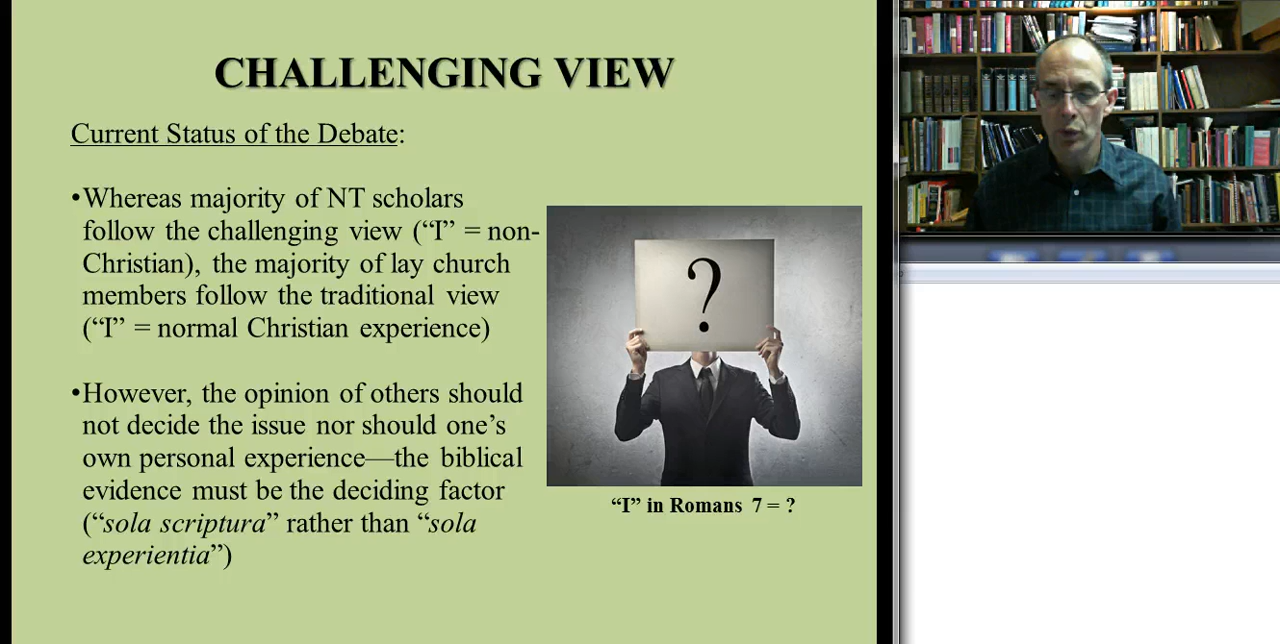 CHALLENGING VIEW
Current Status of the Debate:
•Whereas majority of NT scholars
follow the challenging view (“I” = non-
Christian), the majority of lay church
members follow the traditional view
(“I” = normal Christian experience)
•However, the opinion of others should
not decide the issue nor should one’s
own personal experience—the biblical
evidence must be the deciding factor
(“sola scriptura” rather than “sola
experientia”)
?
“I” in Romans 7 = ?